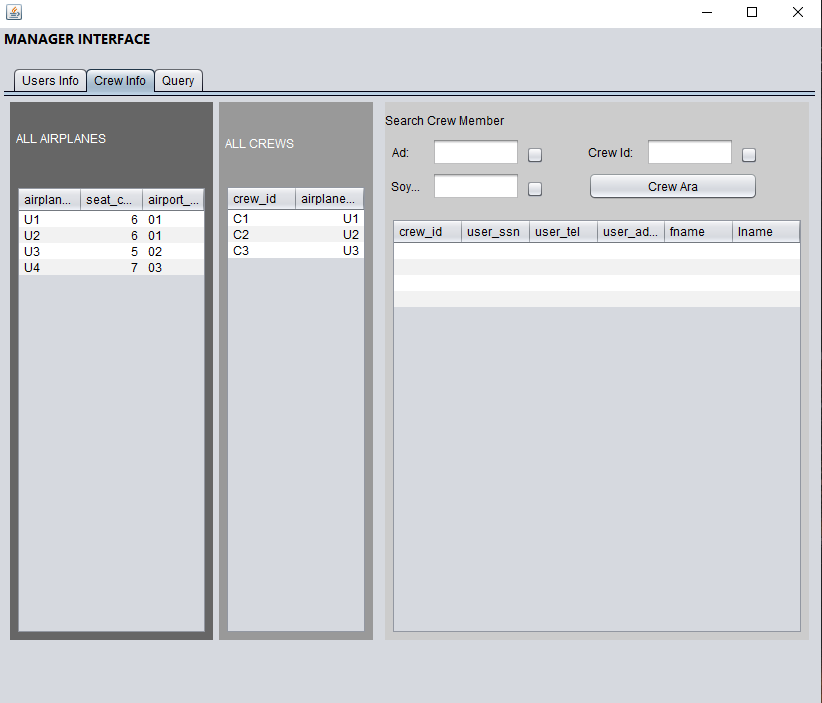 MANAGER INTERFACE
Users Info Crew Info Query
ALL AIRPLANES
airplan... seat_c... airport_...
U1 6 01
U2 6 01
U3 5 02
U4 7 03
ALL CREWS
crew_id airplane...
C1 U1
C2 U2
C3 U3
Search Crew Member
Ad: Crew Id:
Soy... Crew Ara
crew_id user_ssn user_tel user_ad... fname lname